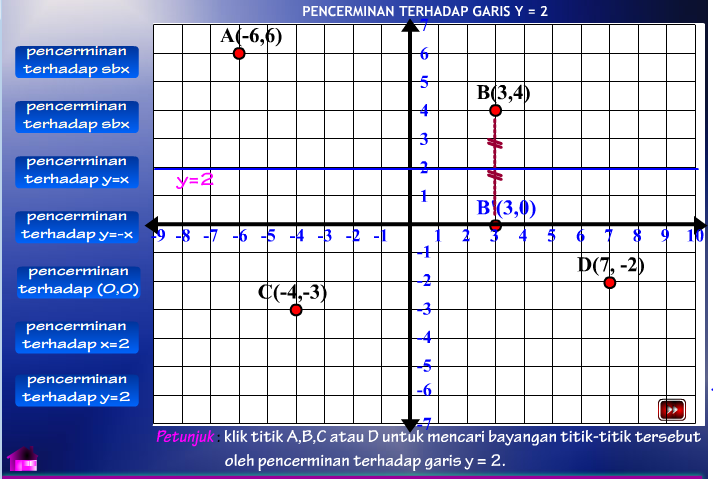 PENCERMINAN TERHADAP GARIS Y = 2
pencerminan
terhadap sbx
pencerminan
terhadap sbx
pencerminan
terhadap y=x
pencerminan
terhadap y=-x
pencerminan
terhadap (0,0)
pencerminan
terhadap x=2
pencerminan
terhadap y=2
7
A(-6,6)
6
5
B(3,4)
4
3
2
y=2
1
B'(3,0)
-9 -8 -7 -6 -5 -4 -3 -2 -1 1 2 3 4 5 6 7 8 9 10
-1
D(7, -2)
-2
C(-4,-3)
-3
-4
-5
-6
-7
Petunjuk : klik titik A,B,C atau D untuk mencari bayangan titik-titik tersebut
oleh pencerminan terhadap garis y = 2.